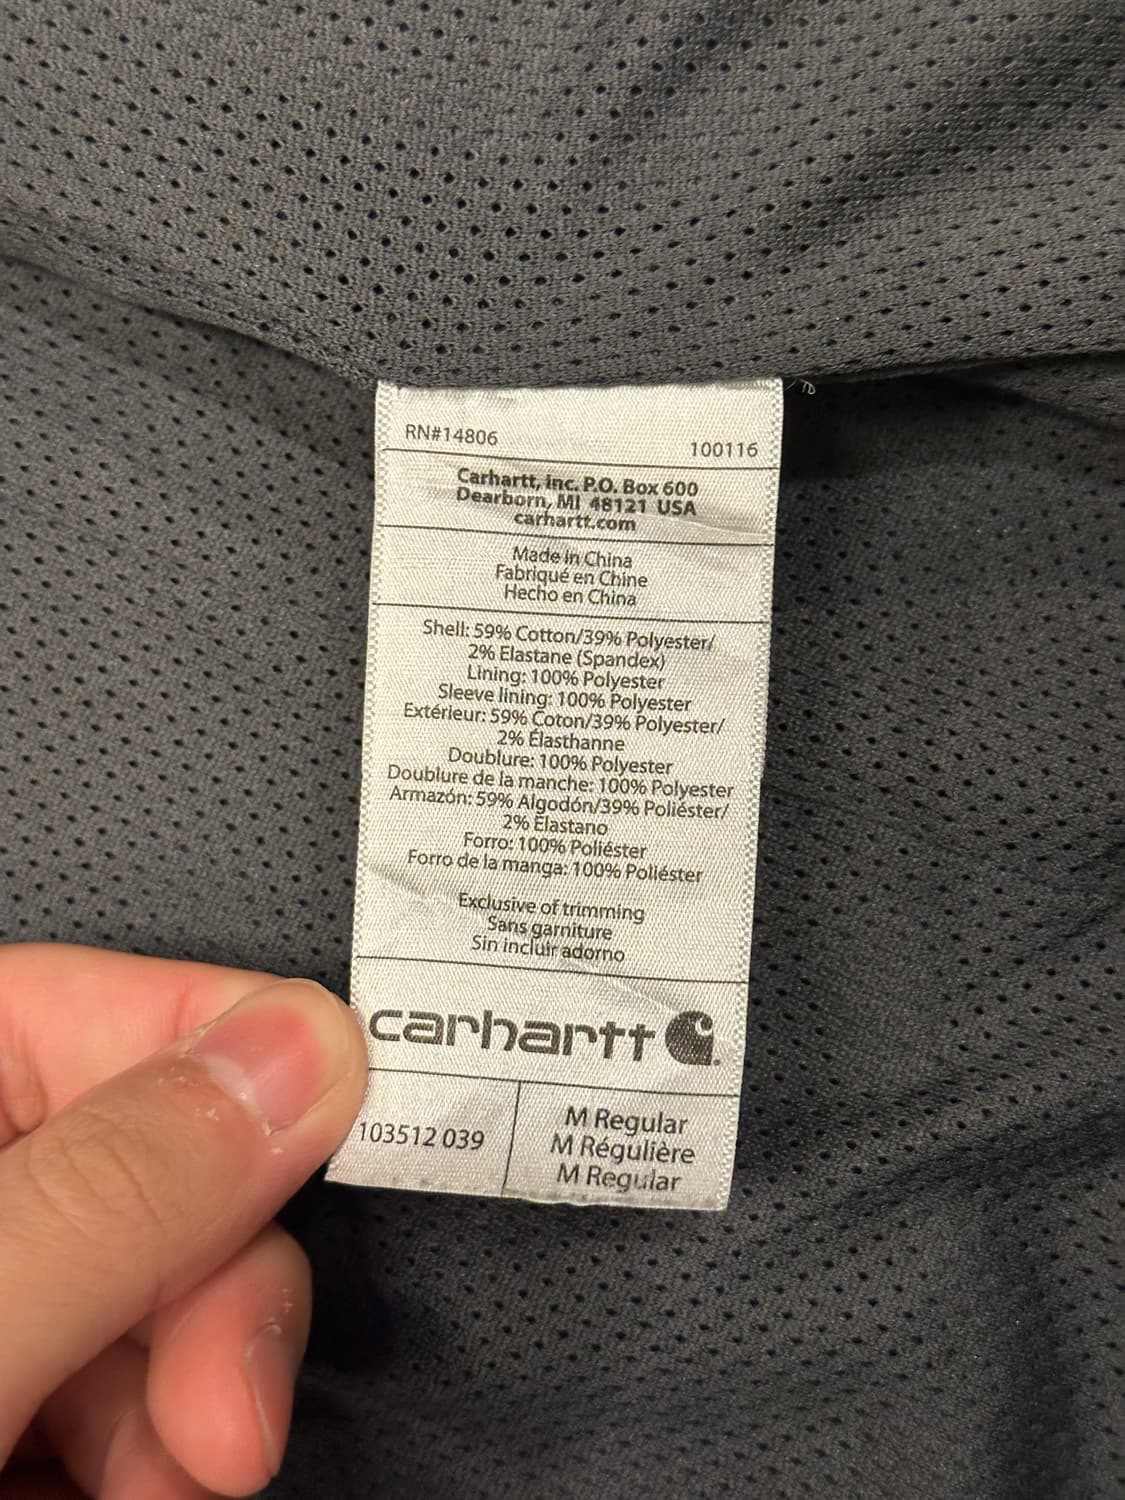 RN#14806 100116
Carhartt, Inc. P.O. Box 600
Dearborn, MI 48121 USA
carhartt.com
Made in China
Fabriqué en Chine
Hecho en China
Shell: 59% Cotton/39% Polyester/
2% Elastane (Spandex)
Lining: 100% Polyester
Sleeve lining: 100% Polyester
Extérieur: 59% Coton/39% Polyester/
2% Élasthanne
Doublure: 100% Polyester
Doublure de la manche: 100% Polyester
Armazón: 59% Algodón/39% Poliéster/
2% Elastano
Forro: 100% Poliéster
Forro de la manga: 100% Poliéster
Exclusive of trimming
Sans garniture
Sin incluir adorno
carhartt
103512 039
M Regular
M Régulière
M Regular